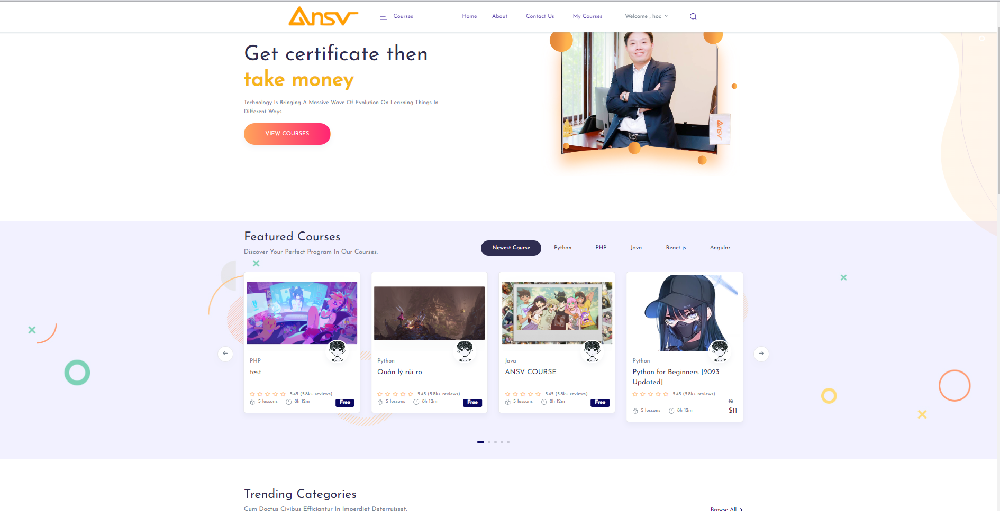 Ansv
Courses
Home
About
Contact Us
My Courses
Welcome , hoc
Get certificate then
take money
Technology Is Bringing A Massive Wave Of Evolution On Learning Things In
Different Ways.
VIEW COURSES
Ansv
Featured Courses
Discover Your Perfect Program In Our Courses.
Newest Course
Python
PHP
Java
React js
Angular
PHP
test
5.45 (5.8k+ reviews)
5 lessons
8h 12m
Free
Python
Quản lý rủi ro
5.45 (5.8k+ reviews)
5 lessons
8h 12m
Free
Java
ANSV COURSE
5.45 (5.8k+ reviews)
5 lessons
8h 12m
Free
Python
Python for Beginners [2023
Updated]
5.45 (5.8k+ reviews)
12
5 lessons
8h 12m
$11
Trending Categories
Cum Doctus Civibus Efficiantur In Imperdiet Deterruisset.
Browse All